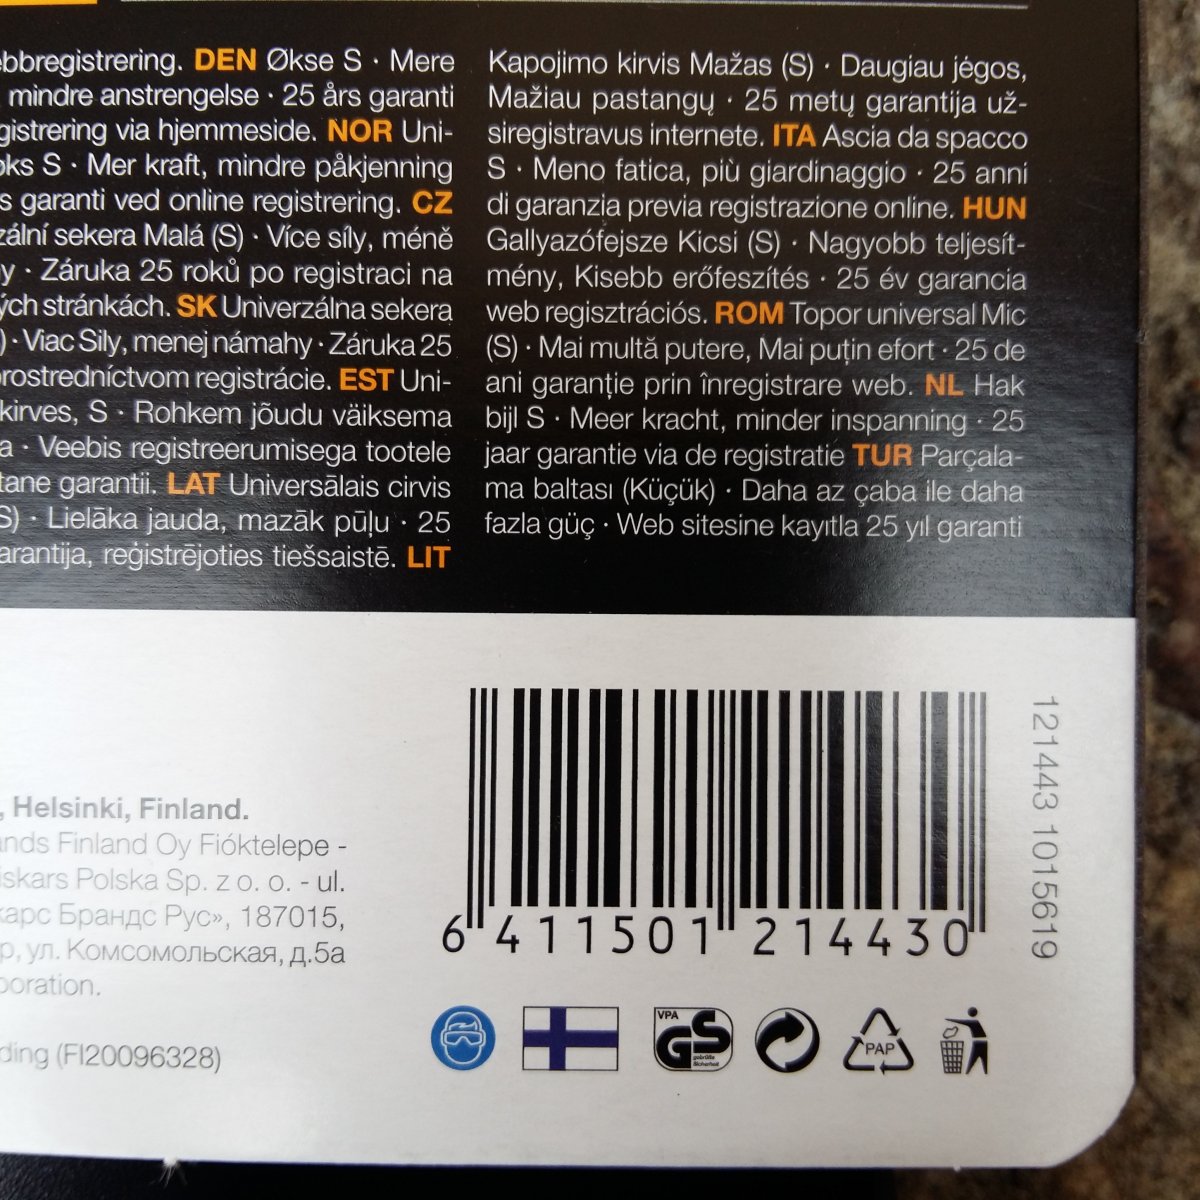 ebbregistrering. DEN Økse S · Mere
mindre anstrengelse · 25 års garanti
gistrering via hjemmeside. NOR Uni-
oks S · Mer kraft, mindre påkjenning
s garanti ved online registrering. CZ
zální sekera Malá (S) · Více síly, méně
y · Záruka 25 roků po registraci na
ých stránkách. SK Univerzálna sekera
) · Viac Sily, menej námahy · Záruka 25
prostredníctvom registrácie. EST Uni-
kirves, S · Rohkem jõudu väiksema
a · Veebis registreerumisega tootele
tane garantii. LAT Universālais cirvis
S) · Lielāka jauda, mazāk pūļu · 25
arantija, reģistrējoties tiešsaistē. LIT
Kapojimo kirvis Mažas (S) · Daugiau jėgos,
Mažiau pastangų · 25 metų garantija už-
siregistravus internete. ITA Ascia da spacco
S · Meno fatica, più giardinaggio · 25 anni
di garanzia previa registrazione online. HUN
Gallyazófejsze Kicsi (S) · Nagyobb teljesít-
mény, Kisebb erőfeszítés · 25 év garancia
web regisztrációs. ROM Topor universal Mic
(S) · Mai multă putere, Mai puțin efort · 25 de
ani garanție prin înregistrare web. NL Hak
bijl S · Meer kracht, minder inspanning · 25
jaar garantie via de registratie TUR Parçala-
ma baltası (Küçük) · Daha az çaba ile daha
fazla güç · Web sitesine kayıtla 25 yıl garanti
, Helsinki, Finland.
ands Finland Oy Fióktelepe -
iskars Polska Sp. z o. o. - ul.
карс Брандс Рус», 187015,
р, ул. Комсомольская, д.5а
poration.
ding (FI20096328)
6 411501 214430
121443 1015619
VPA
GS
geprüfte
Sicherheit
PAP